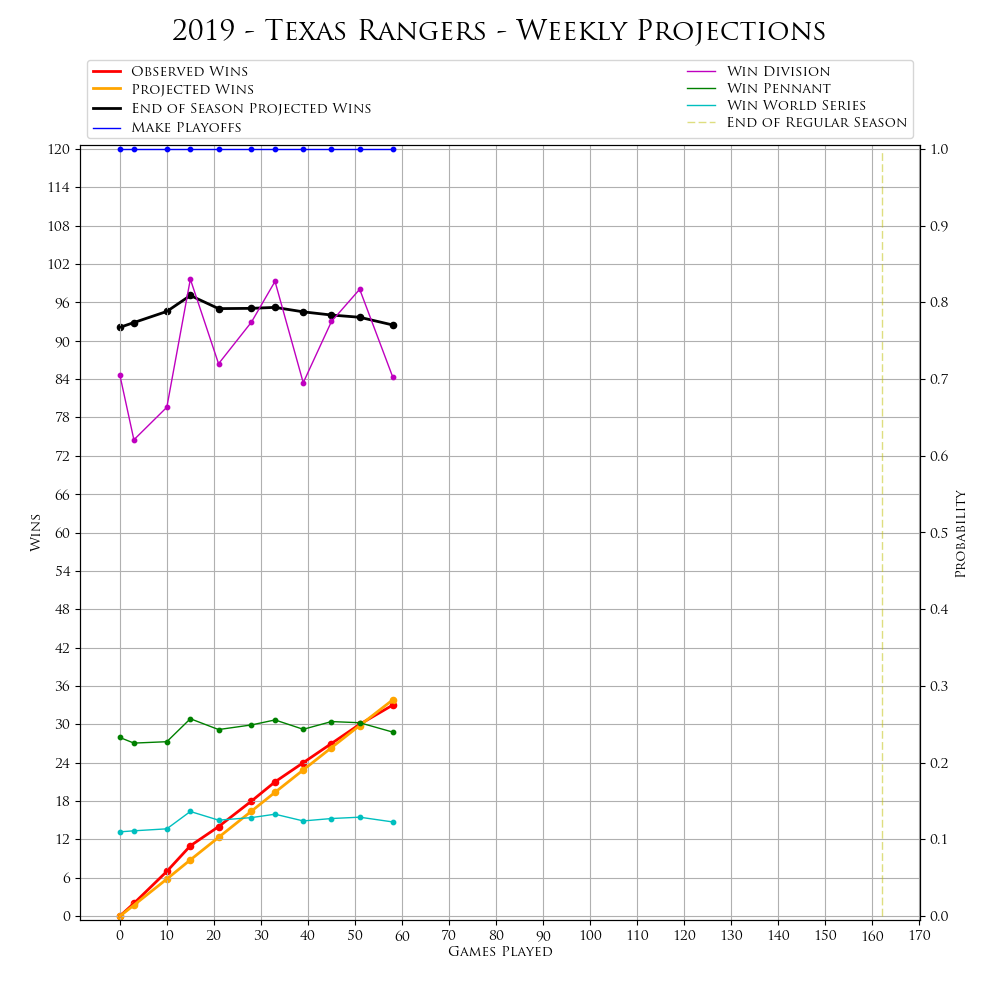 2019 - Texas Rangers - Weekly Projections
Observed Wins
Projected Wins
End of Season Projected Wins
Make Playoffs
Win Division
Win Pennant
Win World Series
End of Regular Season
120
114
108
102
96
90
84
78
72
66
60
54
48
42
36
30
24
18
12
6
0
Wins
1.0
0.9
0.8
0.7
0.6
0.5
0.4
0.3
0.2
0.1
0.0
Probability
0 10 20 30 40 50 60 70 80 90 100 110 120 130 140 150 160 170
Games Played